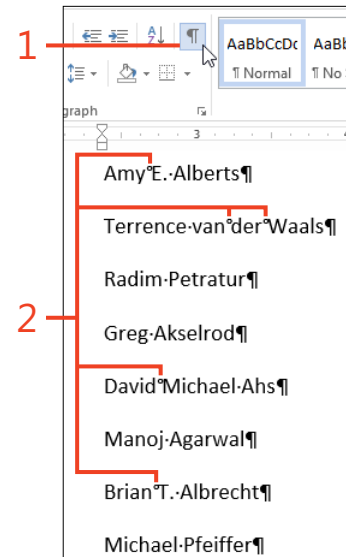 1
AaBbCcDc AaBb
¶ Normal ¶ No
graph
3
Amy°E.·Alberts¶
Terrence·van°der°Waals¶
Radim·Petratur¶
2
Greg·Akselrod¶
David°Michael·Ahs¶
Manoj·Agarwal¶
Brian°T.·Albrecht¶
Michael·Pfeiffer¶